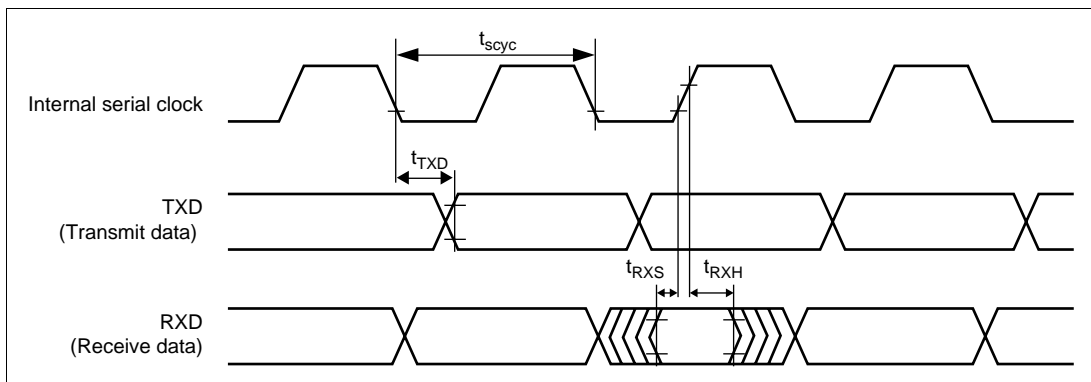 tscyc
Internal serial clock
tTXD
TXD
(Transmit data)
tRXS
tRXH
RXD
(Receive data)